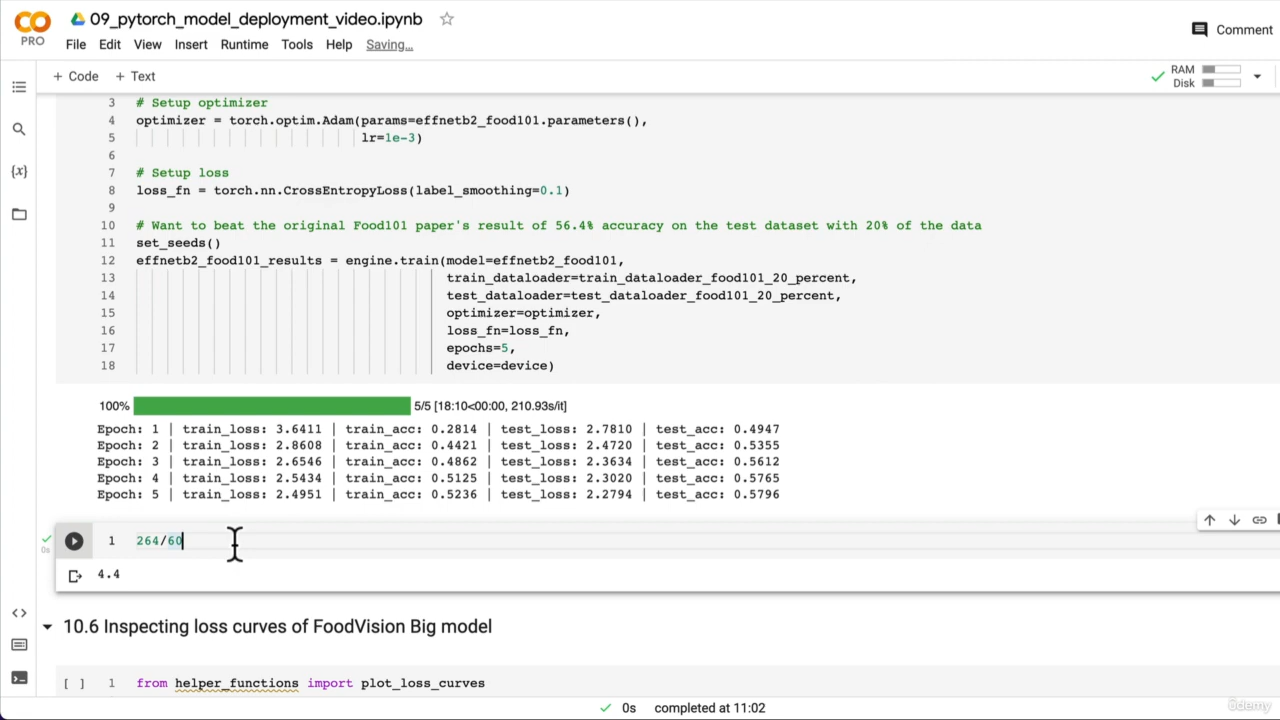 09_pytorch_model_deployment_video.ipynb
PRO
File Edit View Insert Runtime Tools Help Saving…
Comment
+ Code + Text
RAM
Disk
3 # Setup optimizer
4 optimizer = torch.optim.Adam(params=effnetb2_food101.parameters(),
5 lr=1e-3)
6
7 # Setup loss
8 loss_fn = torch.nn.CrossEntropyLoss(label_smoothing=0.1)
9
10 # Want to beat the original Food101 paper's result of 56.4% accuracy on the test dataset with 20% of the data
11 set_seeds()
12 effnetb2_food101_results = engine.train(model=effnetb2_food101,
13 train_dataloader=train_dataloader_food101_20_percent,
14 test_dataloader=test_dataloader_food101_20_percent,
15 optimizer=optimizer,
16 loss_fn=loss_fn,
17 epochs=5,
18 device=device)
100% 5/5 [18:10<00:00, 210.93s/it]
Epoch: 1 | train_loss: 3.6411 | train_acc: 0.2814 | test_loss: 2.7810 | test_acc: 0.4947
Epoch: 2 | train_loss: 2.8608 | train_acc: 0.4421 | test_loss: 2.4720 | test_acc: 0.5355
Epoch: 3 | train_loss: 2.6546 | train_acc: 0.4862 | test_loss: 2.3634 | test_acc: 0.5612
Epoch: 4 | train_loss: 2.5434 | train_acc: 0.5125 | test_loss: 2.3020 | test_acc: 0.5765
Epoch: 5 | train_loss: 2.4951 | train_acc: 0.5236 | test_loss: 2.2794 | test_acc: 0.5796
1 264/60
0s
4.4
10.6 Inspecting loss curves of FoodVision Big model
[ ] 1 from helper_functions import plot_loss_curves
0s completed at 11:02
ûdemy